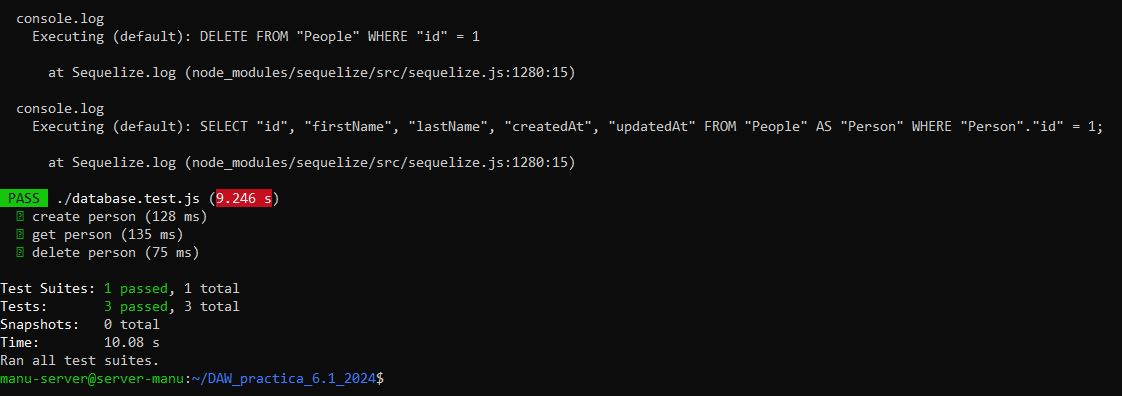 console.log
Executing (default): DELETE FROM "People" WHERE "id" = 1
at Sequelize.log (node_modules/sequelize/src/sequelize.js:1280:15)
console.log
Executing (default): SELECT "id", "firstName", "lastName", "createdAt", "updatedAt" FROM "People" AS "Person" WHERE "Person"."id" = 1;
at Sequelize.log (node_modules/sequelize/src/sequelize.js:1280:15)
PASS ./database.test.js (9.246 s)
create person (128 ms)
get person (135 ms)
delete person (75 ms)
Test Suites: 1 passed, 1 total
Tests: 3 passed, 3 total
Snapshots: 0 total
Time: 10.08 s
Ran all test suites.
manu-server@server-manu:~/DAW_practica_6.1_2024$